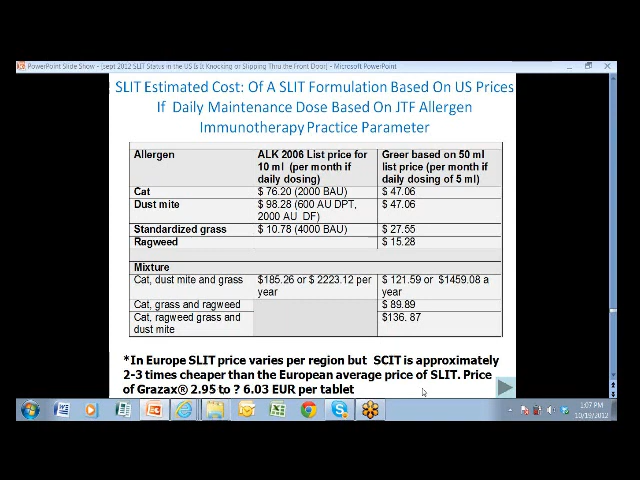 PowerPoint Slide Show - [sept 2012 SLIT Status in the US Is It Knocking or Slipping Thru the Front Door] - Microsoft PowerPoint
SLIT Estimated Cost: Of A SLIT Formulation Based On US Prices
If Daily Maintenance Dose Based On JTF Allergen
Immunotherapy Practice Parameter
Allergen
ALK 2006 List price for
10 ml (per month if
daily dosing)
Greer based on 50 ml
list price (per month if
daily dosing of 5 ml)
Cat
$ 76.20 (2000 BAU)
$ 47.06
Dust mite
$ 98.28 (600 AU DPT,
2000 AU DF)
$ 47.06
Standardized grass
$ 10.78 (4000 BAU)
$ 27.55
Ragweed
$ 15.28
Mixture
Cat, dust mite and grass
$185.26 or $ 2223.12 per
year
$ 121.59 or $1459.08 a
year
Cat, grass and ragweed
$ 89.89
Cat, ragweed grass and
dust mite
$136. 87
*In Europe SLIT price varies per region but SCIT is approximately
2-3 times cheaper than the European average price of SLIT. Price
of Grazax® 2.95 to ? 6.03 EUR per tablet
1:07 PM
10/19/2012